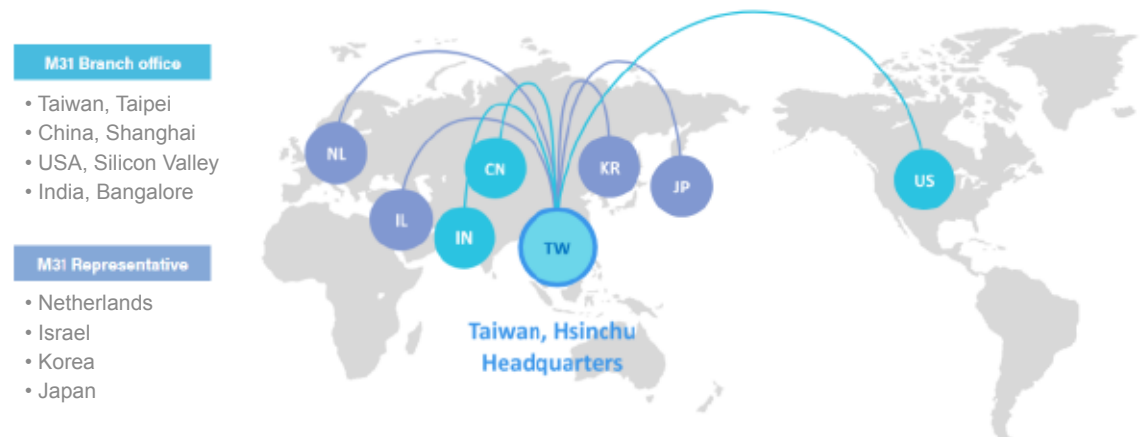 M31 Branch office
• Taiwan, Taipei
• China, Shanghai
• USA, Silicon Valley
• India, Bangalore
M31 Representative
• Netherlands
• Israel
• Korea
• Japan
NL
IL
CN
IN
TW
KR
JP
US
Taiwan, Hsinchu
Headquarters